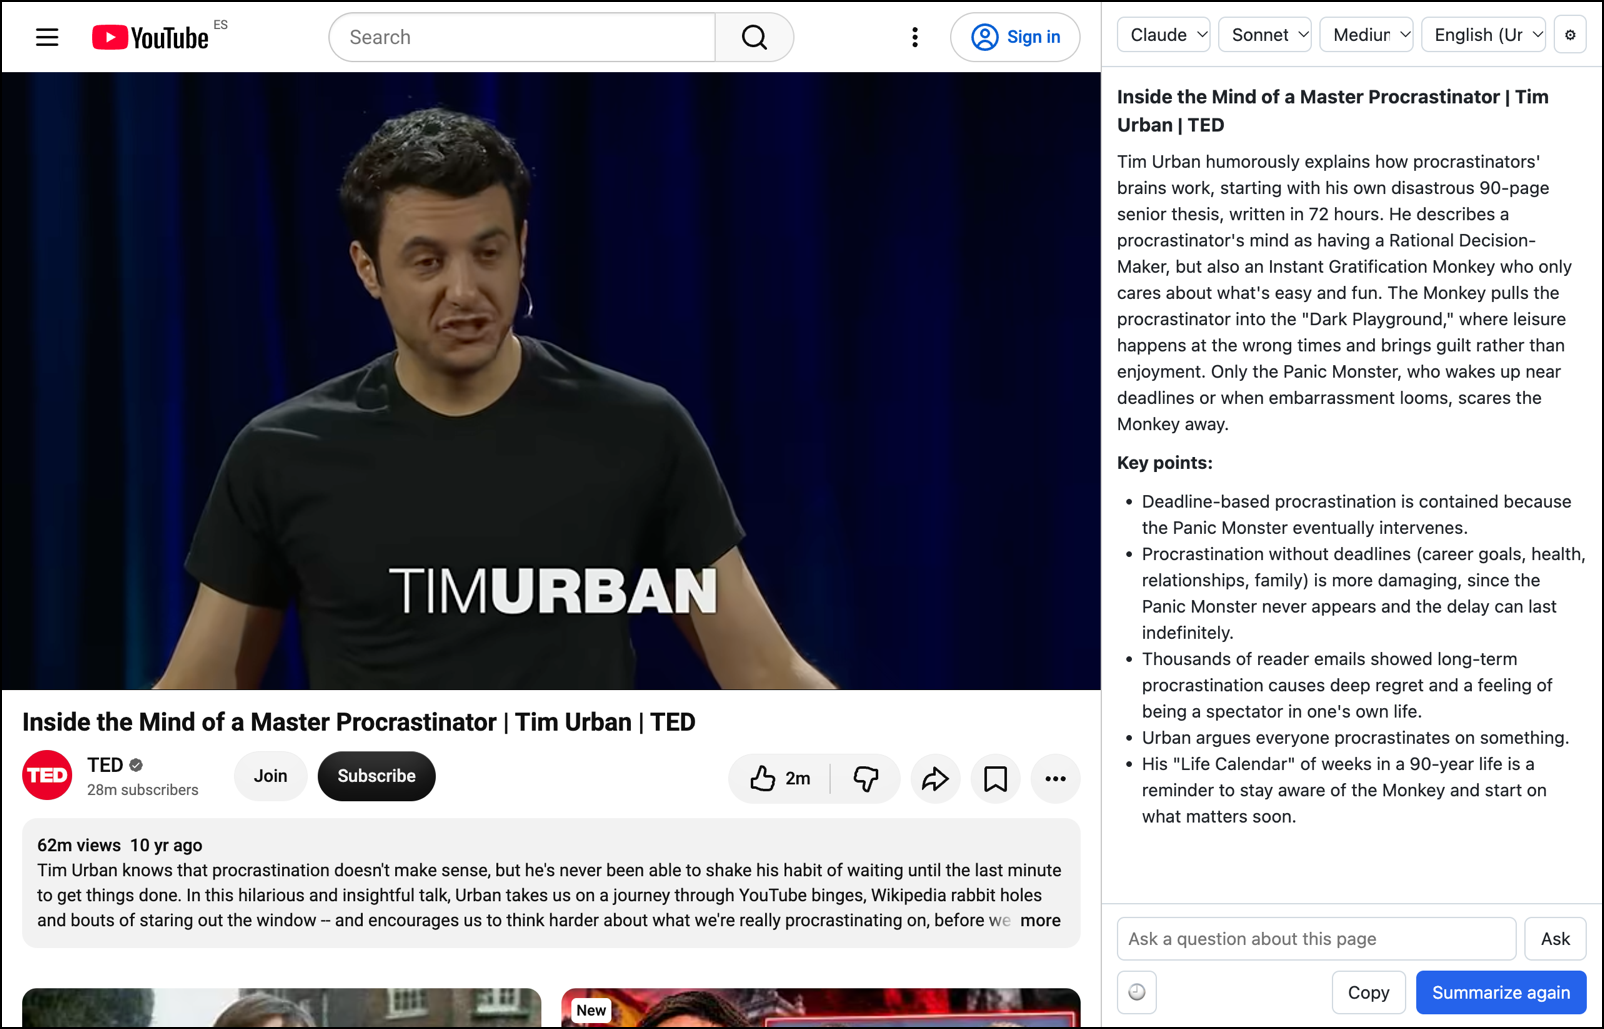 YouTube ES
Search
Sign in
TIMURBAN
Inside the Mind of a Master Procrastinator | Tim Urban | TED
TED
TED
28m subscribers
Join
Subscribe
2m
62m views 10 yr ago
Tim Urban knows that procrastination doesn't make sense, but he's never been able to shake his habit of waiting until the last minute
to get things done. In this hilarious and insightful talk, Urban takes us on a journey through YouTube binges, Wikipedia rabbit holes
and bouts of staring out the window -- and encourages us to think harder about what we're really procrastinating on, before we more
New
Claude
Sonnet
Mediur
English (Ur
Inside the Mind of a Master Procrastinator | Tim
Urban | TED
Tim Urban humorously explains how procrastinators'
brains work, starting with his own disastrous 90-page
senior thesis, written in 72 hours. He describes a
procrastinator's mind as having a Rational Decision-
Maker, but also an Instant Gratification Monkey who only
cares about what's easy and fun. The Monkey pulls the
procrastinator into the "Dark Playground," where leisure
happens at the wrong times and brings guilt rather than
enjoyment. Only the Panic Monster, who wakes up near
deadlines or when embarrassment looms, scares the
Monkey away.
Key points:
• Deadline-based procrastination is contained because
the Panic Monster eventually intervenes.
• Procrastination without deadlines (career goals, health,
relationships, family) is more damaging, since the
Panic Monster never appears and the delay can last
indefinitely.
• Thousands of reader emails showed long-term
procrastination causes deep regret and a feeling of
being a spectator in one's own life.
• Urban argues everyone procrastinates on something.
• His "Life Calendar" of weeks in a 90-year life is a
reminder to stay aware of the Monkey and start on
what matters soon.
Ask a question about this page
Ask
Copy
Summarize again